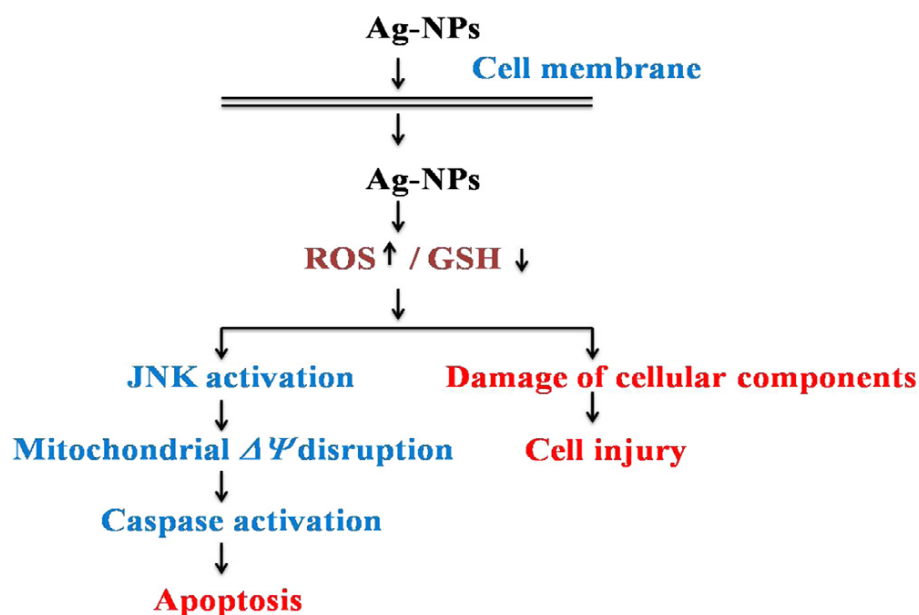 Ag-NPs
Cell membrane
Ag-NPs
ROS ↑ / GSH ↓
JNK activation
Damage of cellular components
Mitochondrial ΔΨ disruption
Cell injury
Caspase activation
Apoptosis